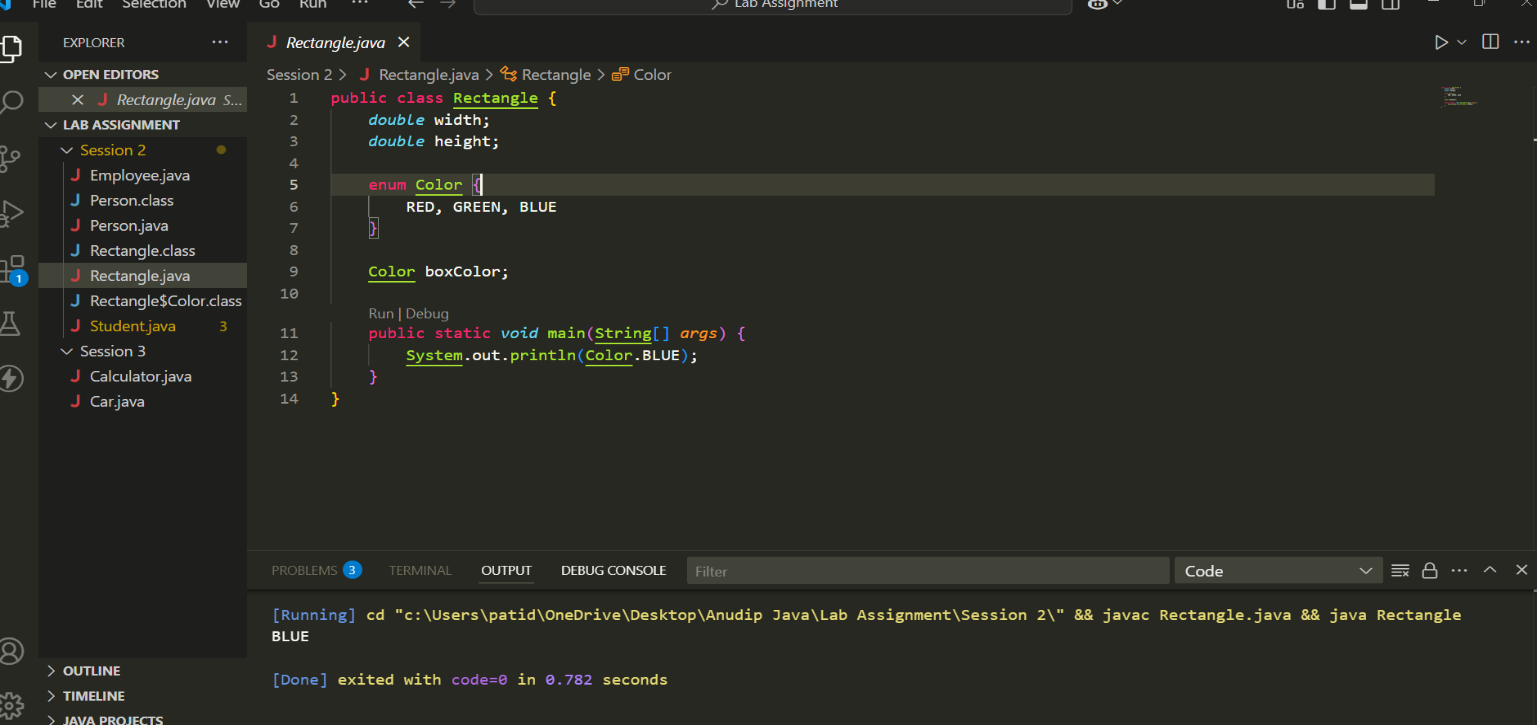 File Edit Selection View Go Run ··· ← → Lab Assignment
EXPLORER ···
OPEN EDITORS
Rectangle.java S...
LAB ASSIGNMENT
Session 2
Employee.java
Person.class
Person.java
Rectangle.class
Rectangle.java
Rectangle$Color.class
Student.java 3
Session 3
Calculator.java
Car.java
OUTLINE
TIMELINE
JAVA PROJECTS
1
Rectangle.java
Session 2 > Rectangle.java > Rectangle > Color
1 public class Rectangle {
2 double width;
3 double height;
4
5 enum Color {
6 RED, GREEN, BLUE
7 }
8
9 Color boxColor;
10
Run | Debug
11 public static void main(String[] args) {
12 System.out.println(Color.BLUE);
13 }
14 }
PROBLEMS 3 TERMINAL OUTPUT DEBUG CONSOLE Filter Code ···
[Running] cd "c:\Users\patid\OneDrive\Desktop\Anudip Java\Lab Assignment\Session 2\" && javac Rectangle.java && java Rectangle
BLUE
[Done] exited with code=0 in 0.782 seconds